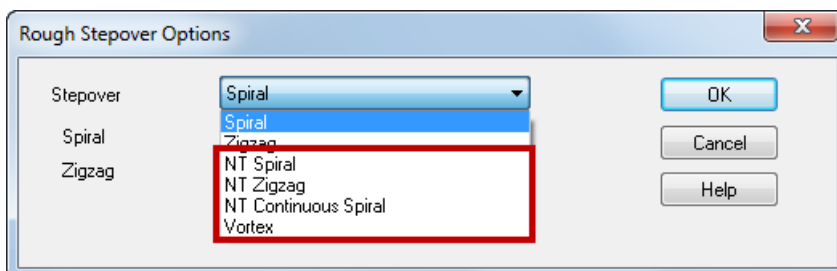 Rough Stepover Options
Stepover
Spiral
OK
Spiral
Spiral
Zigzag
Cancel
Zigzag
NT Spiral
NT Zigzag
Help
NT Continuous Spiral
Vortex